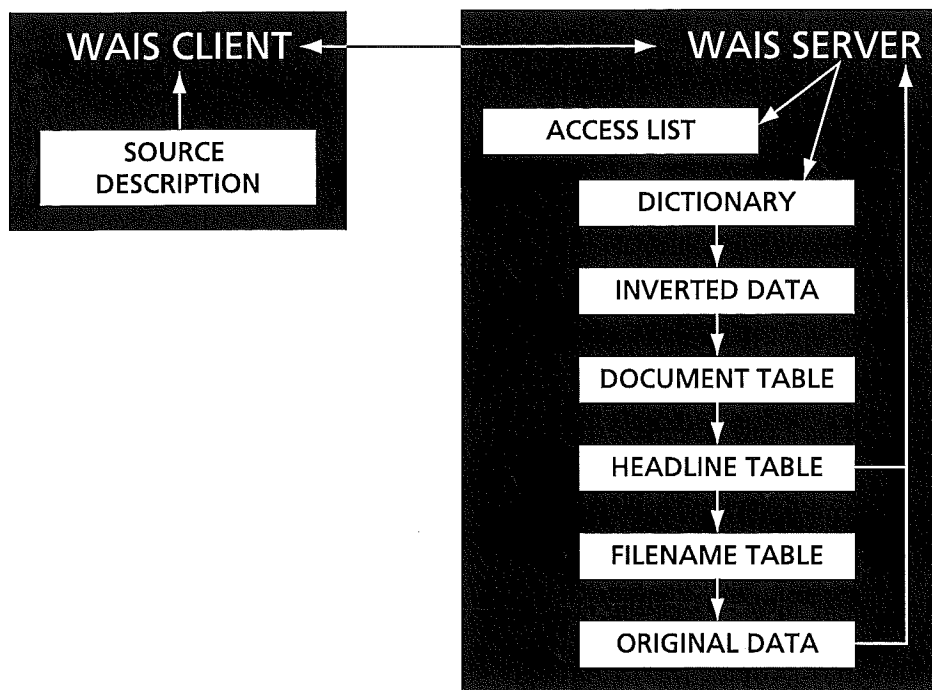 WAIS CLIENT
SOURCE
DESCRIPTION
WAIS SERVER
ACCESS LIST
DICTIONARY
INVERTED DATA
DOCUMENT TABLE
HEADLINE TABLE
FILENAME TABLE
ORIGINAL DATA